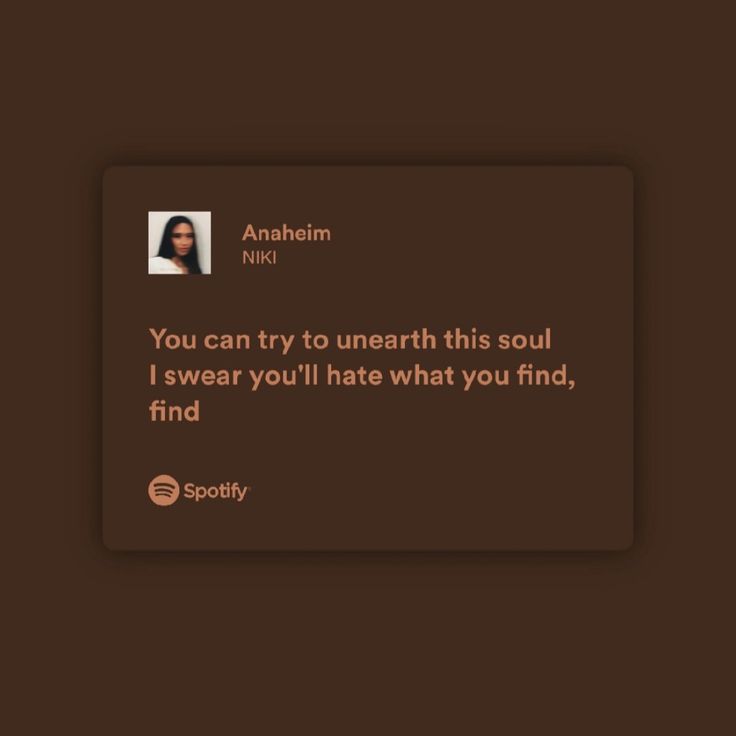 Anaheim
NIKI
You can try to unearth this soul
I swear you'll hate what you find,
find
Spotify